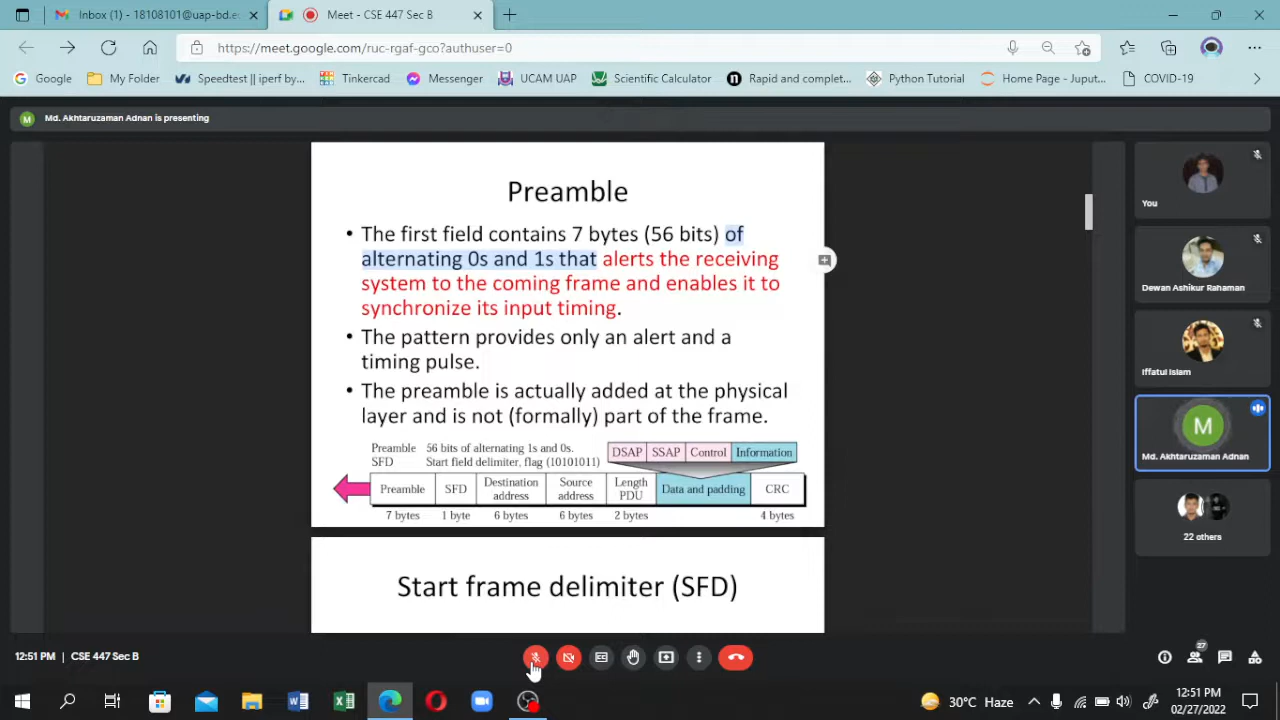 Inbox (1) - 18108101@uap-bd.e
Meet - CSE 447 Sec B
https://meet.google.com/ruc-rgaf-gco?authuser=0
Google
My Folder
Speedtest || iperf by...
Tinkercad
Messenger
UCAM UAP
Scientific Calculator
Rapid and complet...
Python Tutorial
Home Page - Juput...
COVID-19
M
Md. Akhtaruzaman Adnan is presenting
Preamble
• The first field contains 7 bytes (56 bits) of
alternating 0s and 1s that alerts the receiving
system to the coming frame and enables it to
synchronize its input timing.
• The pattern provides only an alert and a
timing pulse.
• The preamble is actually added at the physical
layer and is not (formally) part of the frame.
Preamble 56 bits of alternating 1s and 0s.
SFD Start field delimiter, flag (10101011)
DSAP SSAP Control Information
Preamble SFD Destination address Source address Length PDU Data and padding CRC
7 bytes 1 byte 6 bytes 6 bytes 2 bytes 4 bytes
Start frame delimiter (SFD)
You
Dewan Ashikur Rahaman
Iffatul Islam
M
Md. Akhtaruzaman Adnan
22 others
12:51 PM | CSE 447 Sec B
27
30°C Haze
12:51 PM
02/27/2022